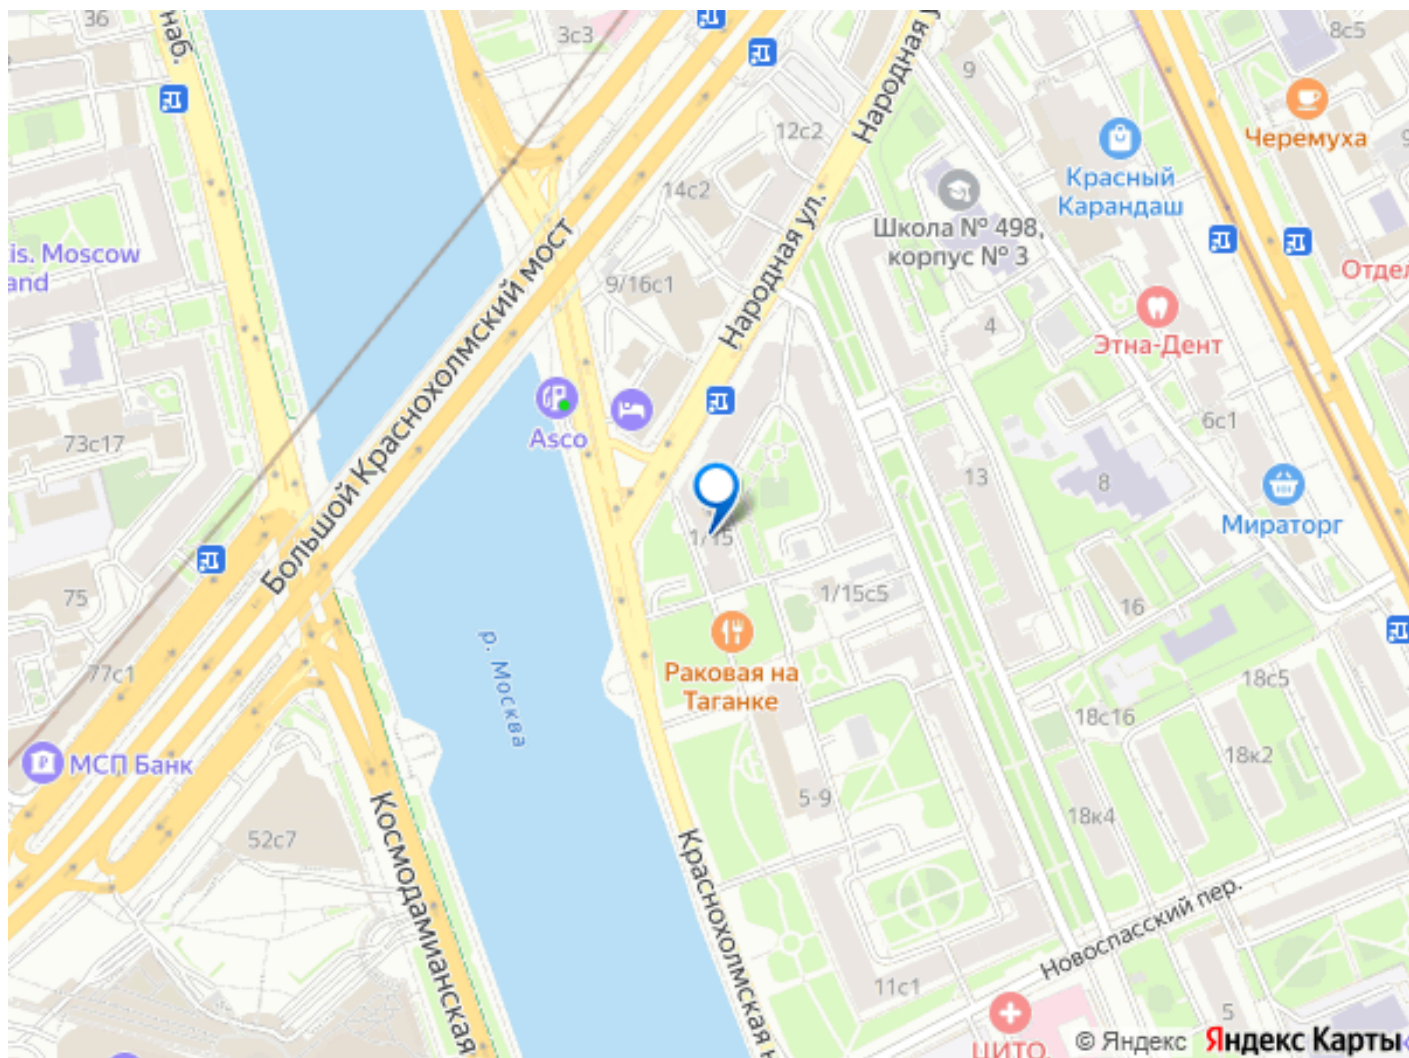 36
наб.
3с3
Народная у
9
8с5
Черемуха
12с2
Красный
Карандаш
14с2
Школа № 498,
корпус № 3
is. Moscow
and
Народная ул.
Отдел
9/16с1
4
Этна-Дент
Большой Краснохолмский мост
Asco
73с17
6с1
13
8
Мираторг
1/15
75
1/15с5
16
р. Москва
77с1
Раковая на
Таганке
18с5
18с16
МСП Банк
18к2
5-9
18к4
52с7
Космодамианская
Краснохолмская н
Новоспасский пер.
11с1
5
ЦИТО,
© Яндекс Яндекс Карты